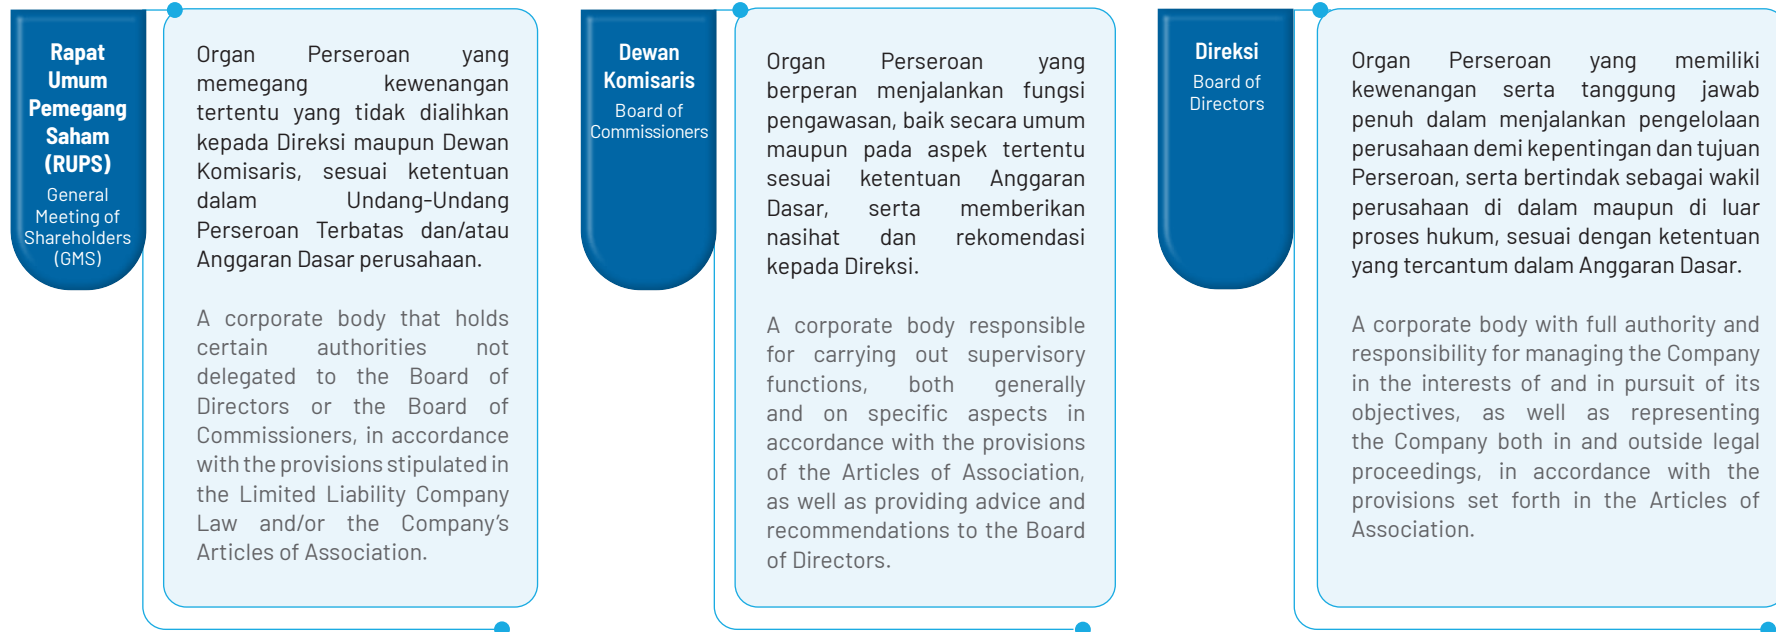 Rapat
Umum
Pemegang
Saham
(RUPS)
General
Meeting of
Shareholders
(GMS)
Organ Perseroan yang
memegang kewenangan
tertentu yang tidak dialihkan
kepada Direksi maupun Dewan
Komisaris, sesuai ketentuan
dalam Undang-Undang
Perseroan Terbatas dan/atau
Anggaran Dasar perusahaan.
A corporate body that holds
certain authorities not
delegated to the Board of
Directors or the Board of
Commissioners, in accordance
with the provisions stipulated in
the Limited Liability Company
Law and/or the Company's
Articles of Association.
Dewan
Komisaris
Board of
Commissioners
Organ Perseroan yang
berperan menjalankan fungsi
pengawasan, baik secara umum
maupun pada aspek tertentu
sesuai ketentuan Anggaran
Dasar, serta memberikan
nasihat dan rekomendasi
kepada Direksi.
A corporate body responsible
for carrying out supervisory
functions, both generally
and on specific aspects in
accordance with the provisions
of the Articles of Association,
as well as providing advice and
recommendations to the Board
of Directors.
Direksi
Board of
Directors
Organ Perseroan yang memiliki
kewenangan serta tanggung jawab
penuh dalam menjalankan pengelolaan
perusahaan demi kepentingan dan tujuan
Perseroan, serta bertindak sebagai wakil
perusahaan di dalam maupun di luar
proses hukum, sesuai dengan ketentuan
yang tercantum dalam Anggaran Dasar.
A corporate body with full authority and
responsibility for managing the Company
in the interests of and in pursuit of its
objectives, as well as representing
the Company both in and outside legal
proceedings, in accordance with the
provisions set forth in the Articles of
Association.